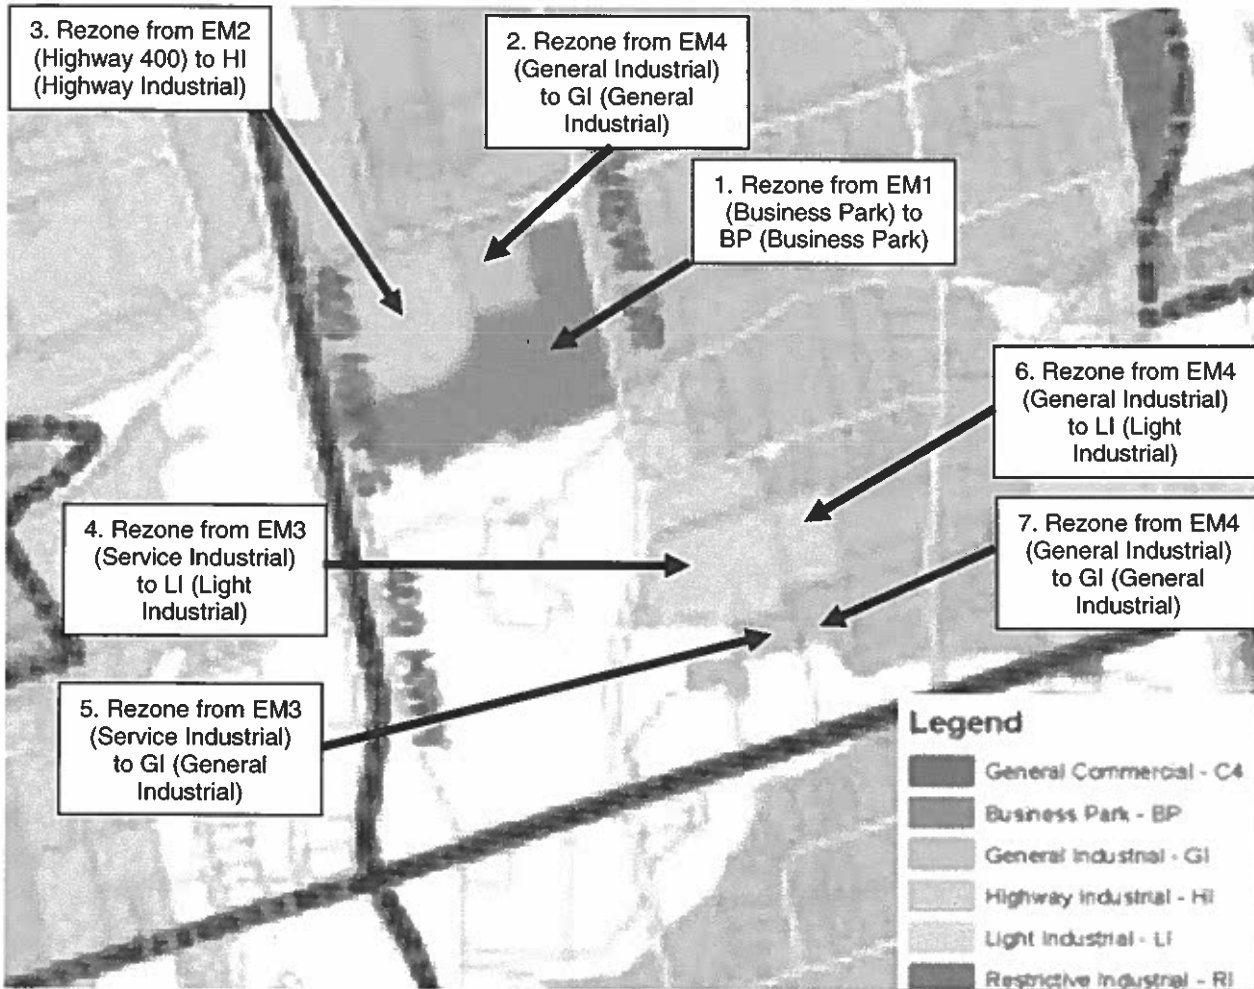 3. Rezone from EM2
(Highway 400) to HI
(Highway Industrial)
2. Rezone from EM4
(General Industrial)
to GI (General
Industrial)
1. Rezone from EM1
(Business Park) to
BP (Business Park)
6. Rezone from EM4
(General Industrial)
to LI (Light
Industrial)
4. Rezone from EM3
(Service Industrial)
to LI (Light
Industrial)
7. Rezone from EM4
(General Industrial)
to GI (General
Industrial)
5. Rezone from EM3
(Service Industrial)
to GI (General
Industrial)
Legend
General Commercial - C4
Business Park - BP
General Industrial - GI
Highway Industrial - HI
Light Industrial - LI
Restrictive Industrial - RI